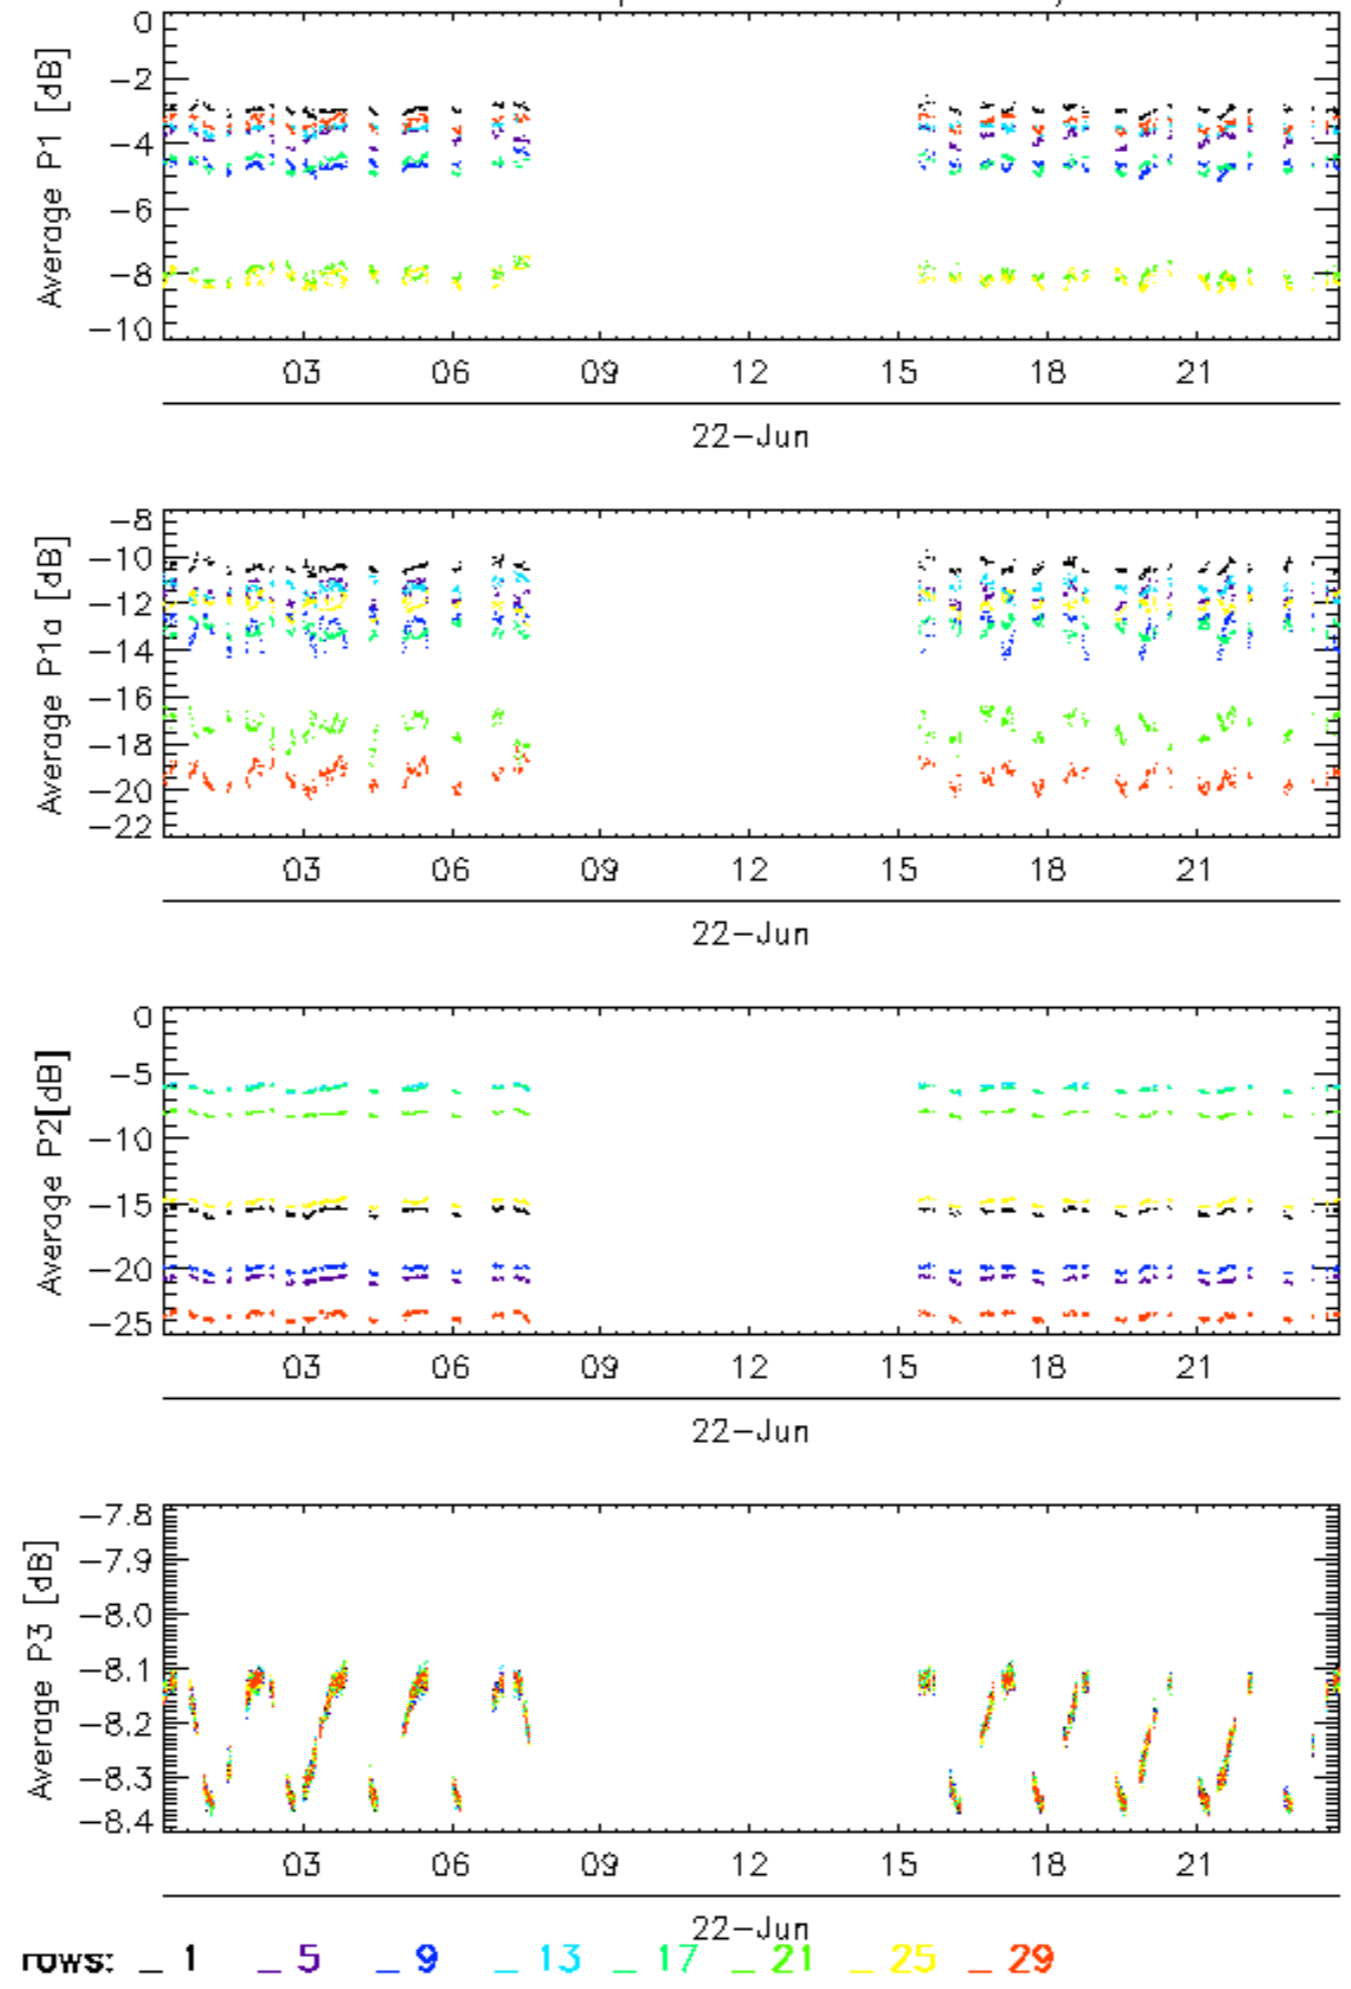 Average P1 [dB]
0
−2
−4
−6
−8
−10
03 06 09 12 15 18 21
22−Jun
Average P1a [dB]
−8
−10
−12
−14
−16
−18
−20
−22
03 06 09 12 15 18 21
22−Jun
Average P2[dB]
0
−5
−10
−15
−20
−25
03 06 09 12 15 18 21
22−Jun
Average P3 [dB]
−7.8
−7.9
−8.0
−8.1
−8.2
−8.3
−8.4
03 06 09 12 15 18 21
22−Jun
rows: _ 1 _ 5 _ 9 _ 13 _ 17 _ 21 _ 25 _ 29